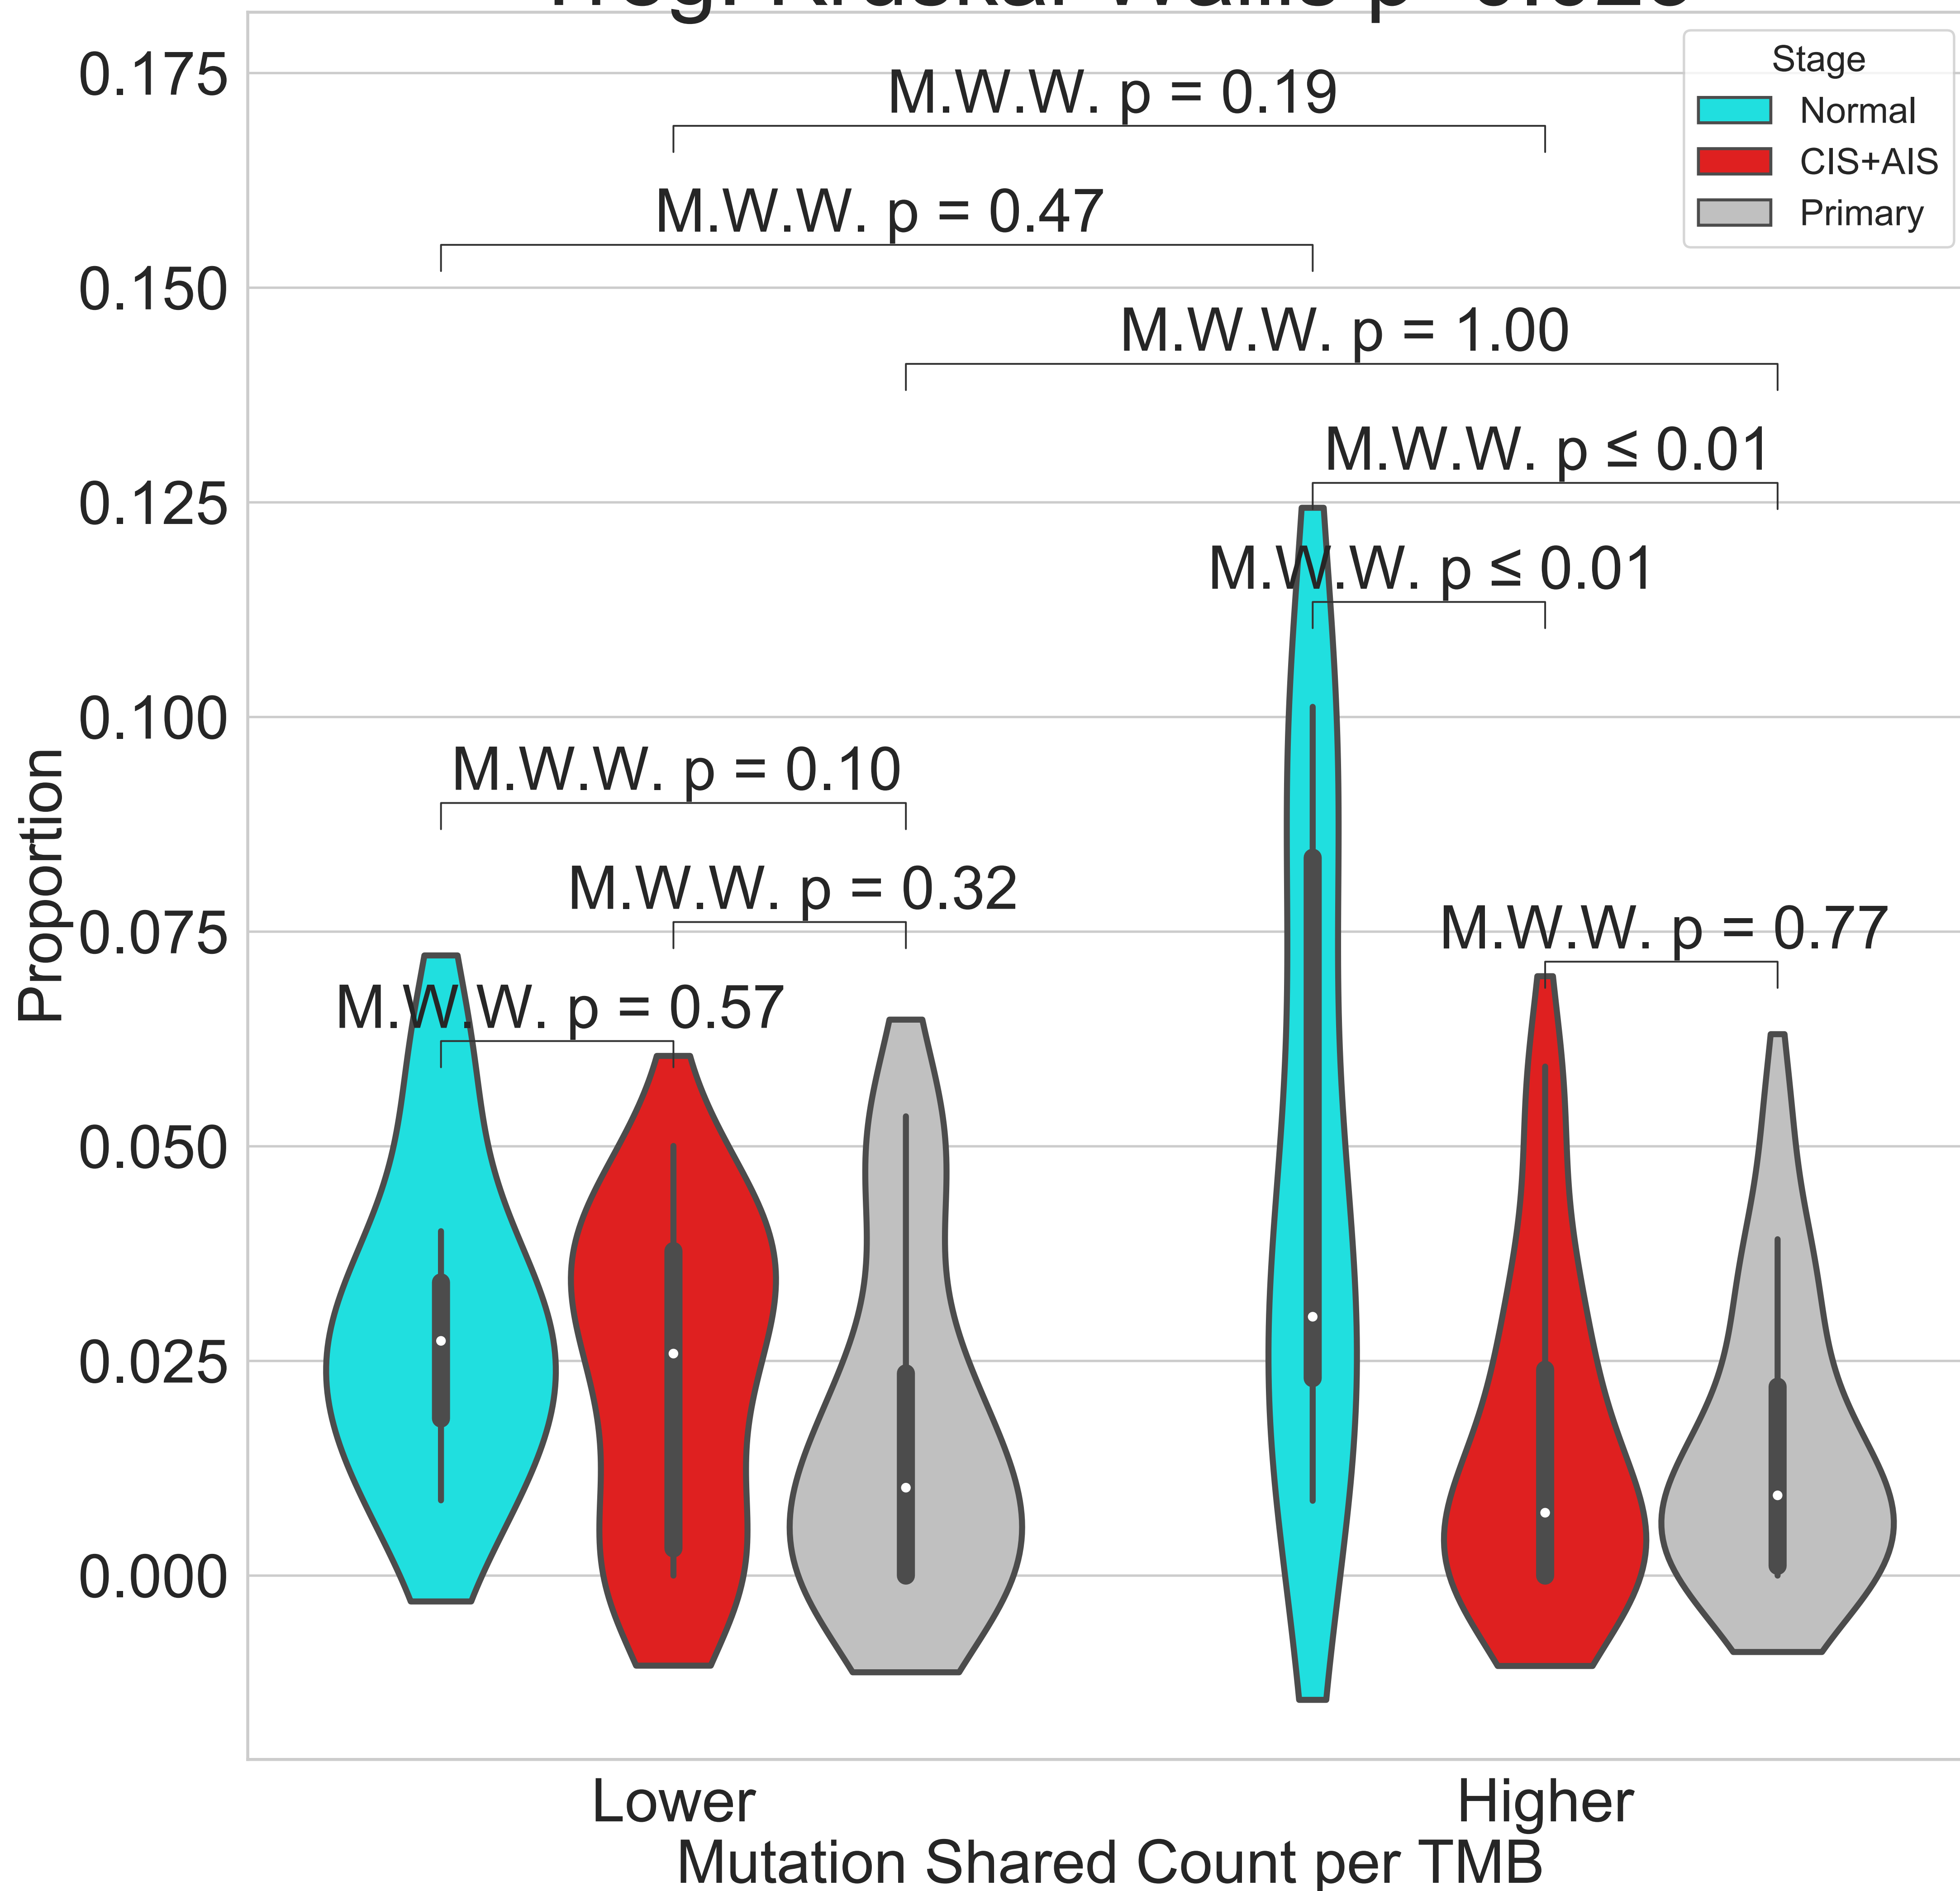 0.175
0.150
0.125
0.100
0.075
0.050
0.025
0.000
Proportion
Stage
Normal
CIS+AIS
Primary
M.W.W. p = 0.19
M.W.W. p = 0.47
M.W.W. p = 1.00
M.W.W. p ≤ 0.01
M.W.W. p ≤ 0.01
M.W.W. p = 0.10
M.W.W. p = 0.32
M.W.W. p = 0.77
M.W.W. p = 0.57
Lower
Higher
Mutation Shared Count per TMB